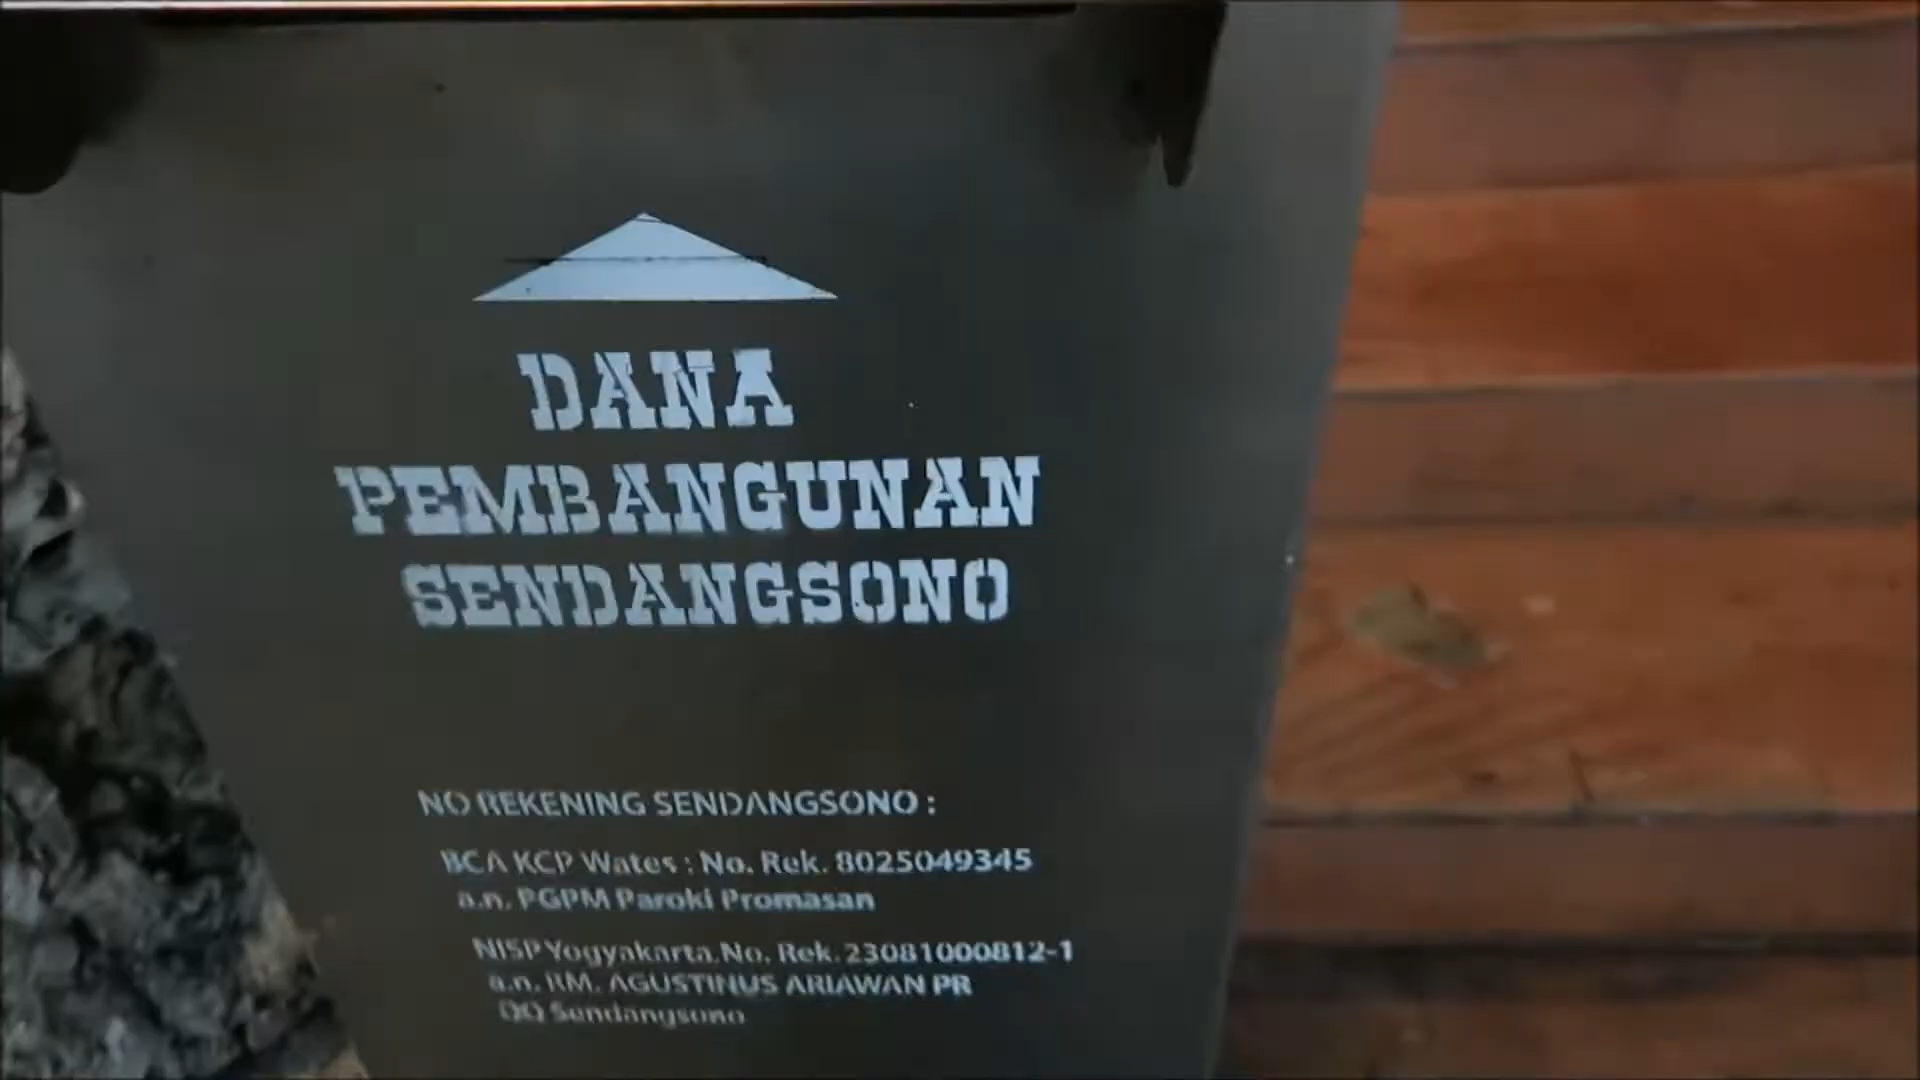 DANA
PEMBANGUNAN
SENDANGSONO
NO REKENING SENDANGSONO :
BCA KCP Wates : No. Rek. 8025049345
a.n. PGPM Paroki Promasan
NISP Yogyakarta.No. Rek. 23081000812-1
a.n. RM. AGUSTINUS ARIAWAN PR
QQ Sendangsono